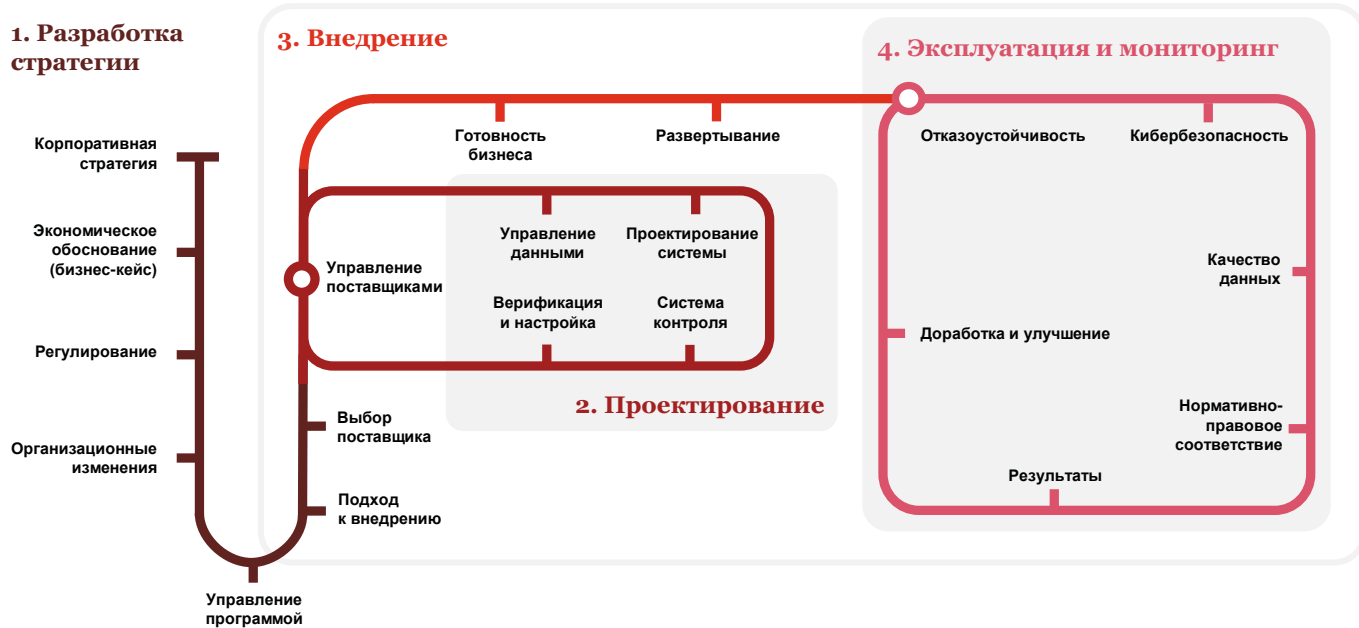 1. Разработка
стратегии
Корпоративная
стратегия
Экономическое
обоснование
(бизнес-кейс)
Регулирование
Организационные
изменения
Управление
программой
3. Внедрение
Готовность
бизнеса
Развертывание
Управление
поставщиками
Управление
данными
Проектирование
системы
Верификация
и настройка
Система
контроля
2. Проектирование
Выбор
поставщика
Подход
к внедрению
4. Эксплуатация и мониторинг
Отказоустойчивость
Кибербезопасность
Качество
данных
Доработка и улучшение
Нормативно-
правовое
соответствие
Результаты